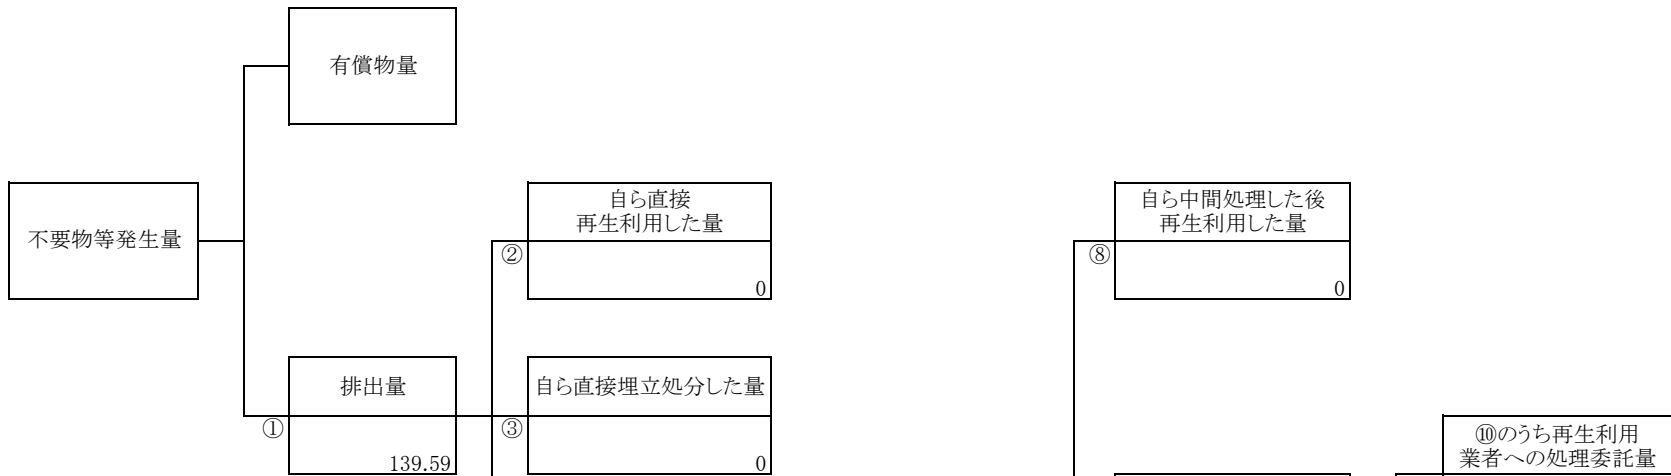 有償物量
不要物等発生量
自ら直接
再生利用した量
②
0
自ら中間処理した後
再生利用した量
⑧
0
排出量
①
139.59
自ら直接埋立処分した量
③
0
⑩のうち再生利用
業者への処理委託量